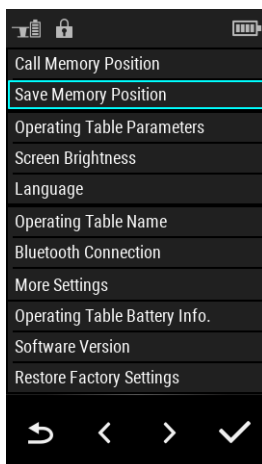 Call Memory Position
Save Memory Position
Operating Table Parameters
Screen Brightness
Language
Operating Table Name
Bluetooth Connection
More Settings
Operating Table Battery Info.
Software Version
Restore Factory Settings